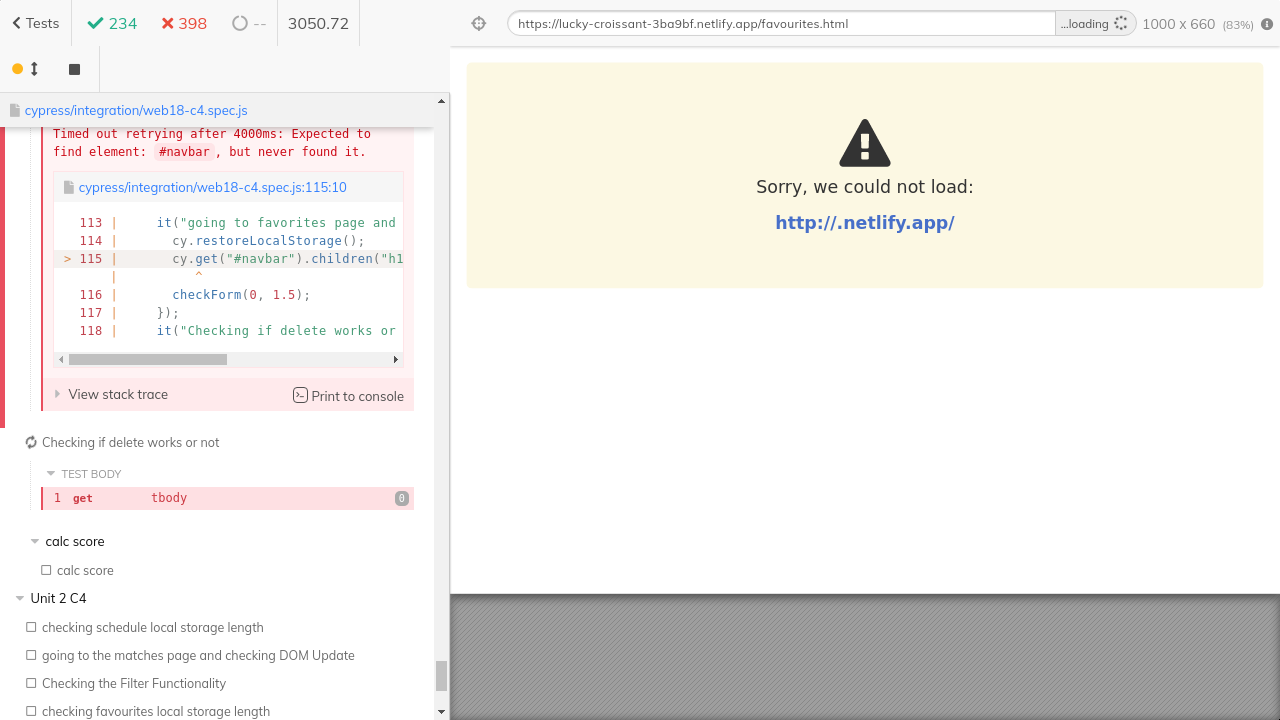 Tests
234
398
--
3050.72
https://lucky-croissant-3ba9bf.netlify.app/favourites.html
...loading
1000 x 660 (83%)
cypress/integration/web18-c4.spec.js
Timed out retrying after 4000ms: Expected to
find element: #navbar, but never found it.
cypress/integration/web18-c4.spec.js:115:10
113 | it("going to favorites page and
114 | cy.restoreLocalStorage();
> 115 | cy.get("#navbar").children("h1
| ^
116 | checkForm(0, 1.5);
117 | });
118 | it("Checking if delete works or
View stack trace
Print to console
Checking if delete works or not
TEST BODY
1 get tbody 0
calc score
calc score
Unit 2 C4
checking schedule local storage length
going to the matches page and checking DOM Update
Checking the Filter Functionality
checking favourites local storage length
Sorry, we could not load:
http://.netlify.app/